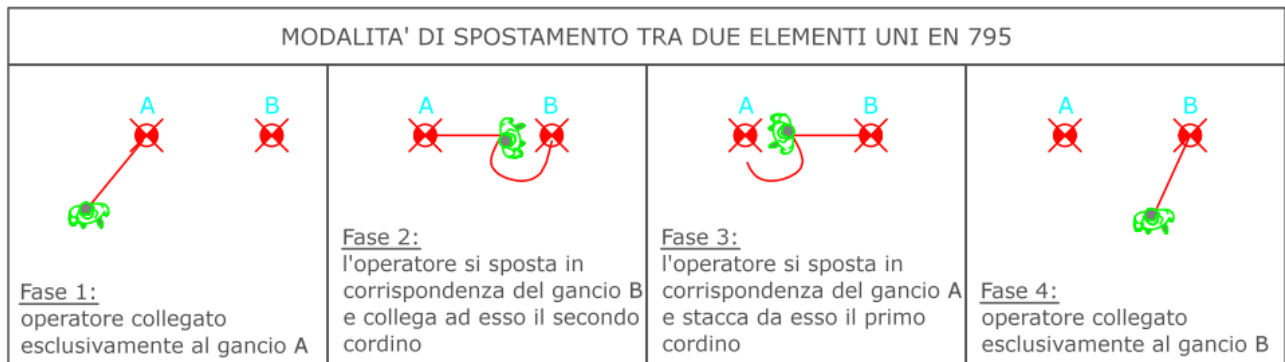 MODALITA' DI SPOSTAMENTO TRA DUE ELEMENTI UNI EN 795
A B
Fase 1:
operatore collegato
esclusivamente al gancio A
A B
Fase 2:
l'operatore si sposta in
corrispondenza del gancio B
e collega ad esso il secondo
cordino
A B
Fase 3:
l'operatore si sposta in
corrispondenza del gancio A
e stacca da esso il primo
cordino
A B
Fase 4:
operatore collegato
esclusivamente al gancio B